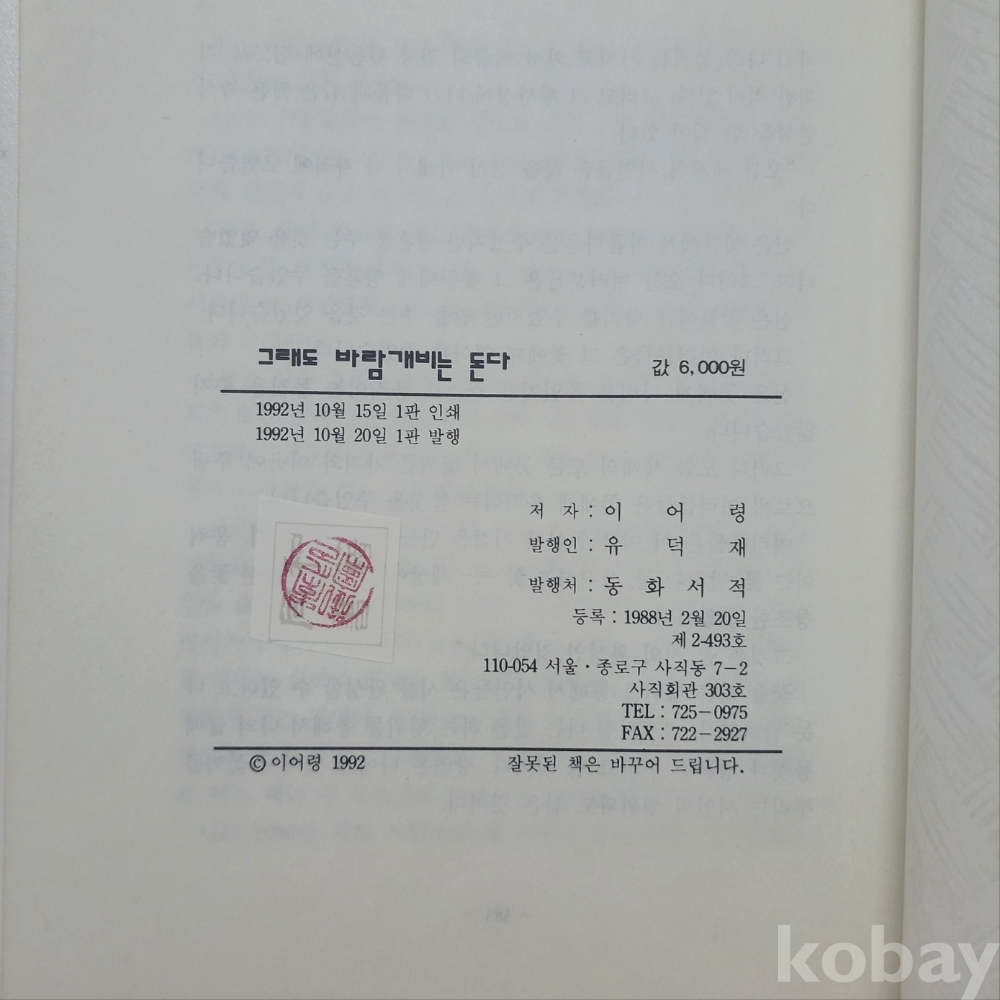 그래도 바람개비는 돈다 값 6,000원
1992년 10월 15일 1판 인쇄
1992년 10월 20일 1판 발행
저 자 : 이 어 령
발행인 : 유 덕 재
발행처 : 동 화 서 적
등록 : 1988년 2월 20일
제 2-493호
110-054 서울·종로구 사직동 7-2
사직회관 303호
TEL : 725-0975
FAX : 722-2927
© 이어령 1992 잘못된 책은 바꾸어 드립니다.
kobay